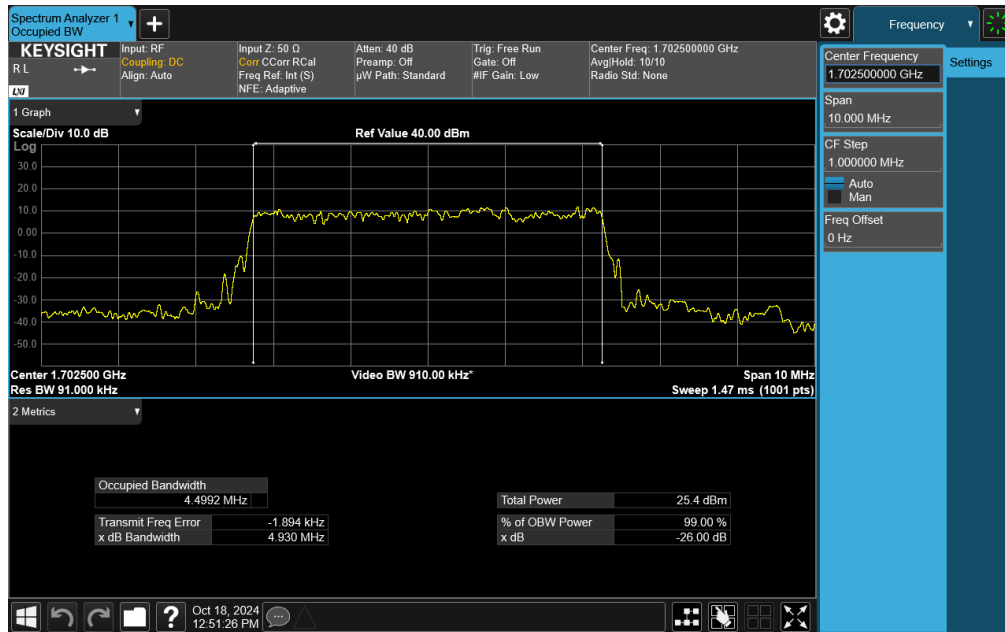 Spectrum Analyzer 1
Occupied BW
Frequency
KEYSIGHT
R L
LXI
Input: RF
Coupling: DC
Align: Auto
Input Z: 50 Ω
Corr CCorr RCal
Freq Ref: Int (S)
NFE: Adaptive
Atten: 40 dB
Preamp: Off
µW Path: Standard
Trig: Free Run
Gate: Off
#IF Gain: Low
Center Freq: 1.702500000 GHz
Avg|Hold: 10/10
Radio Std: None
Center Frequency
1.702500000 GHz
Settings
Span
10.000 MHz
CF Step
1.000000 MHz
Auto
Man
Freq Offset
0 Hz
1 Graph
Scale/Div 10.0 dB
Ref Value 40.00 dBm
Log
30.0
20.0
10.0
0.00
-10.0
-20.0
-30.0
-40.0
-50.0
Center 1.702500 GHz
Video BW 910.00 kHz*
Span 10 MHz
Res BW 91.000 kHz
Sweep 1.47 ms (1001 pts)
2 Metrics
Occupied Bandwidth
4.4992 MHz
Total Power 25.4 dBm
Transmit Freq Error -1.894 kHz
% of OBW Power 99.00 %
x dB Bandwidth 4.930 MHz
x dB -26.00 dB
?
Oct 18, 2024
12:51:26 PM